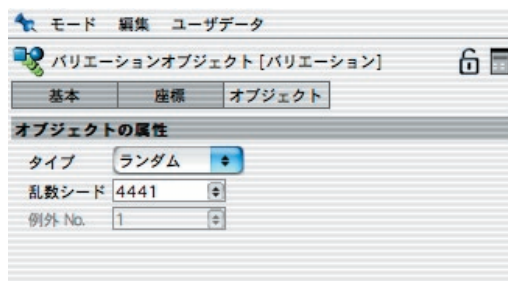 モード 編集 ユーザデータ
バリエーションオブジェクト [バリエーション]
基本 座標 オブジェクト
オブジェクトの属性
タイプ ランダム
乱数シード 4441
例外 No. 1